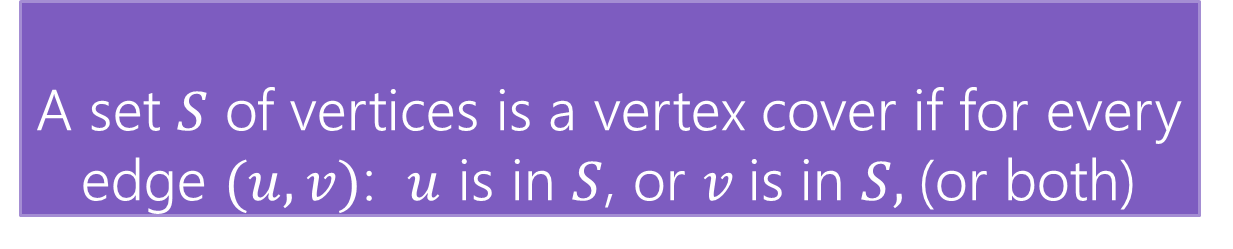 A set 𝑆 of vertices is a vertex cover if for every
edge (𝑢, 𝑣): 𝑢 is in 𝑆, or 𝑣 is in 𝑆, (or both)